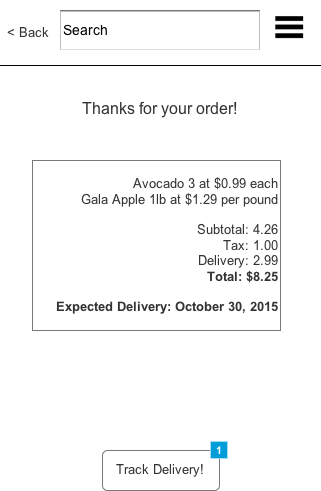 < Back
Search
Thanks for your order!
Avocado 3 at $0.99 each
Gala Apple 1lb at $1.29 per pound
Subtotal: 4.26
Tax: 1.00
Delivery: 2.99
Total: $8.25
Expected Delivery: October 30, 2015
1
Track Delivery!